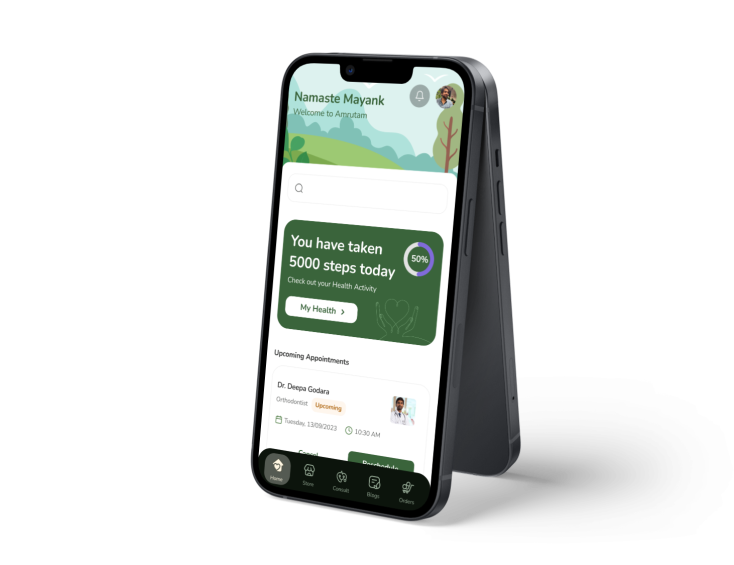 Namaste Mayank
Welcome to Amrutam
You have taken
5000 steps today
50%
Check out your Health Activity
My Health
Upcoming Appointments
Dr. Deepa Godara
Orthodontist
Upcoming
Tuesday, 13/09/2023
10:30 AM
Cancel
Reschedule
Home
Store
Consult
Blogs
Orders